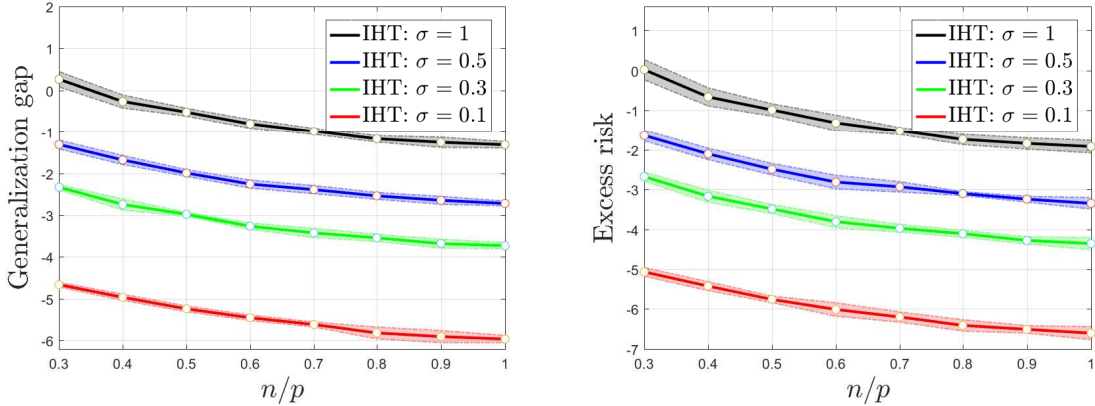 2
1
0
-1
-2
-3
-4
-5
-6
Generalization gap
IHT: σ = 1
IHT: σ = 0.5
IHT: σ = 0.3
IHT: σ = 0.1
0.3 0.4 0.5 0.6 0.7 0.8 0.9 1
n/p
1
0
-1
-2
-3
-4
-5
-6
-7
Excess risk
IHT: σ = 1
IHT: σ = 0.5
IHT: σ = 0.3
IHT: σ = 0.1
0.3 0.4 0.5 0.6 0.7 0.8 0.9 1
n/p